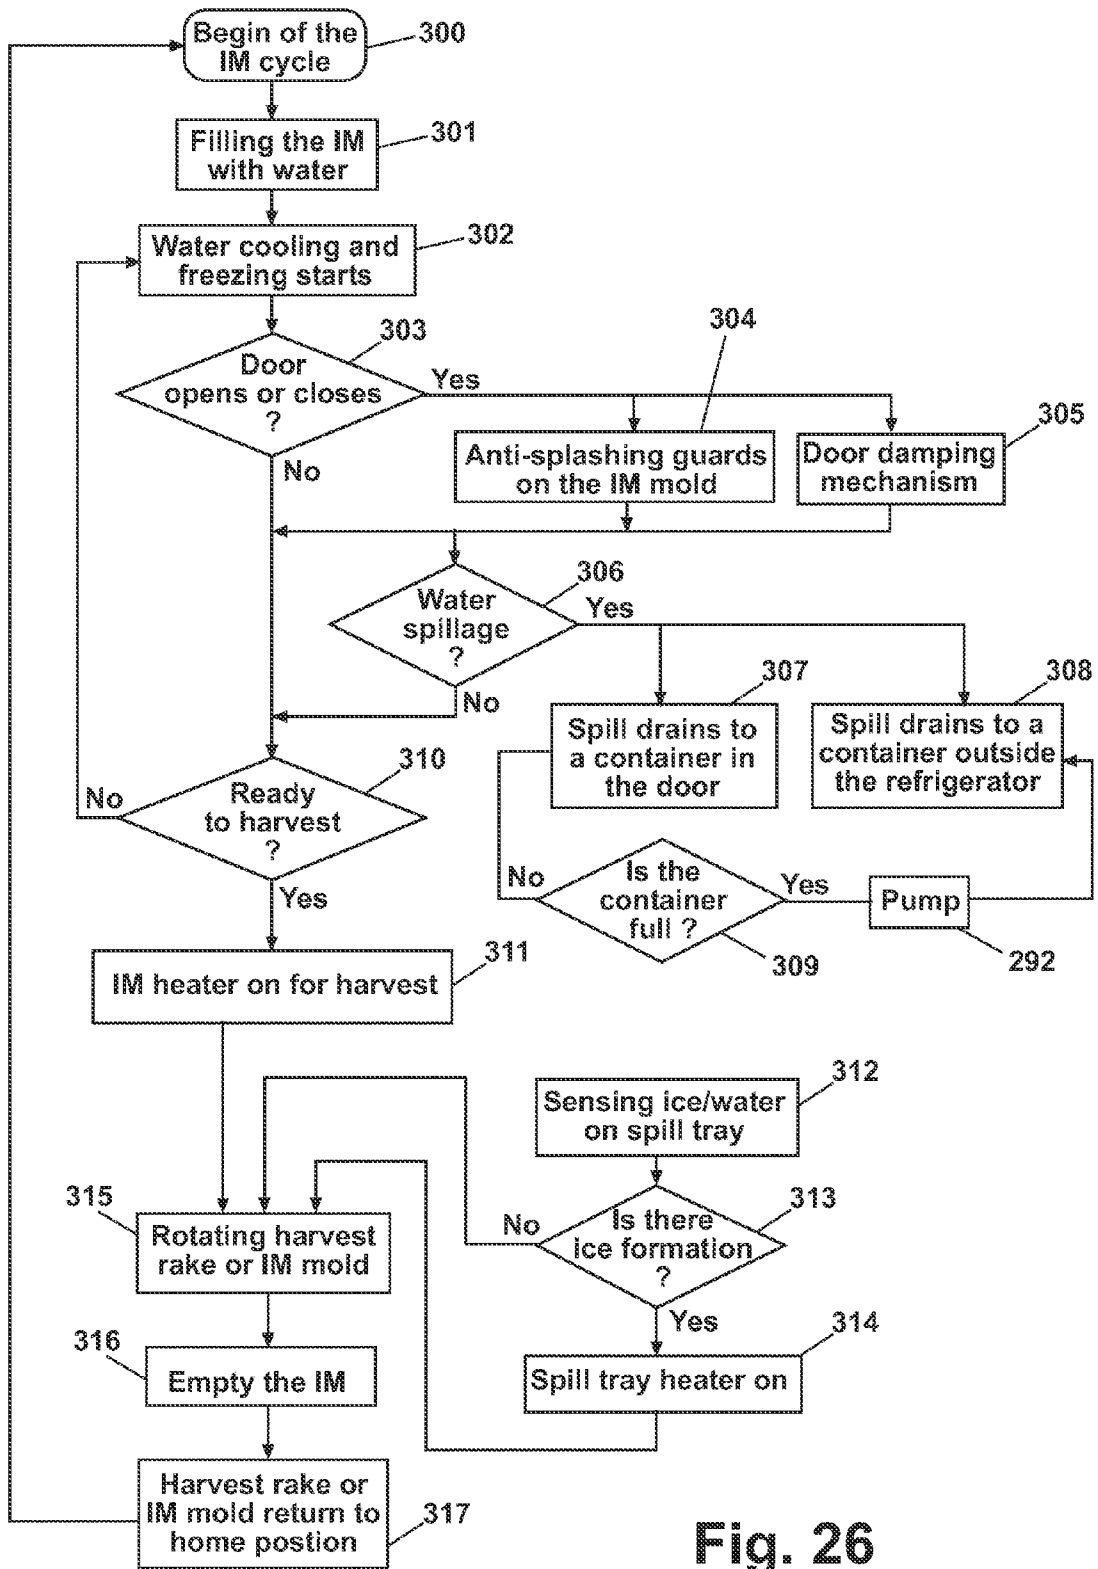 Begin of the
IM cycle
300
Filling the IM
with water
301
Water cooling and
freezing starts
302
303
Door
opens or closes
?
Yes
No
304
Anti-splashing guards
on the IM mold
305
Door damping
mechanism
306
Water
spillage
?
Yes
No
307
Spill drains to
a container in
the door
308
Spill drains to a
container outside
the refrigerator
310
Ready
to harvest
?
No
Yes
Is the
container
full ?
No
Yes
309
Pump
292
311
IM heater on for harvest
312
Sensing ice/water
on spill tray
313
Is there
ice formation
?
No
Yes
314
Spill tray heater on
315
Rotating harvest
rake or IM mold
316
Empty the IM
Harvest rake or
IM mold return to
home postion
317
Fig. 26